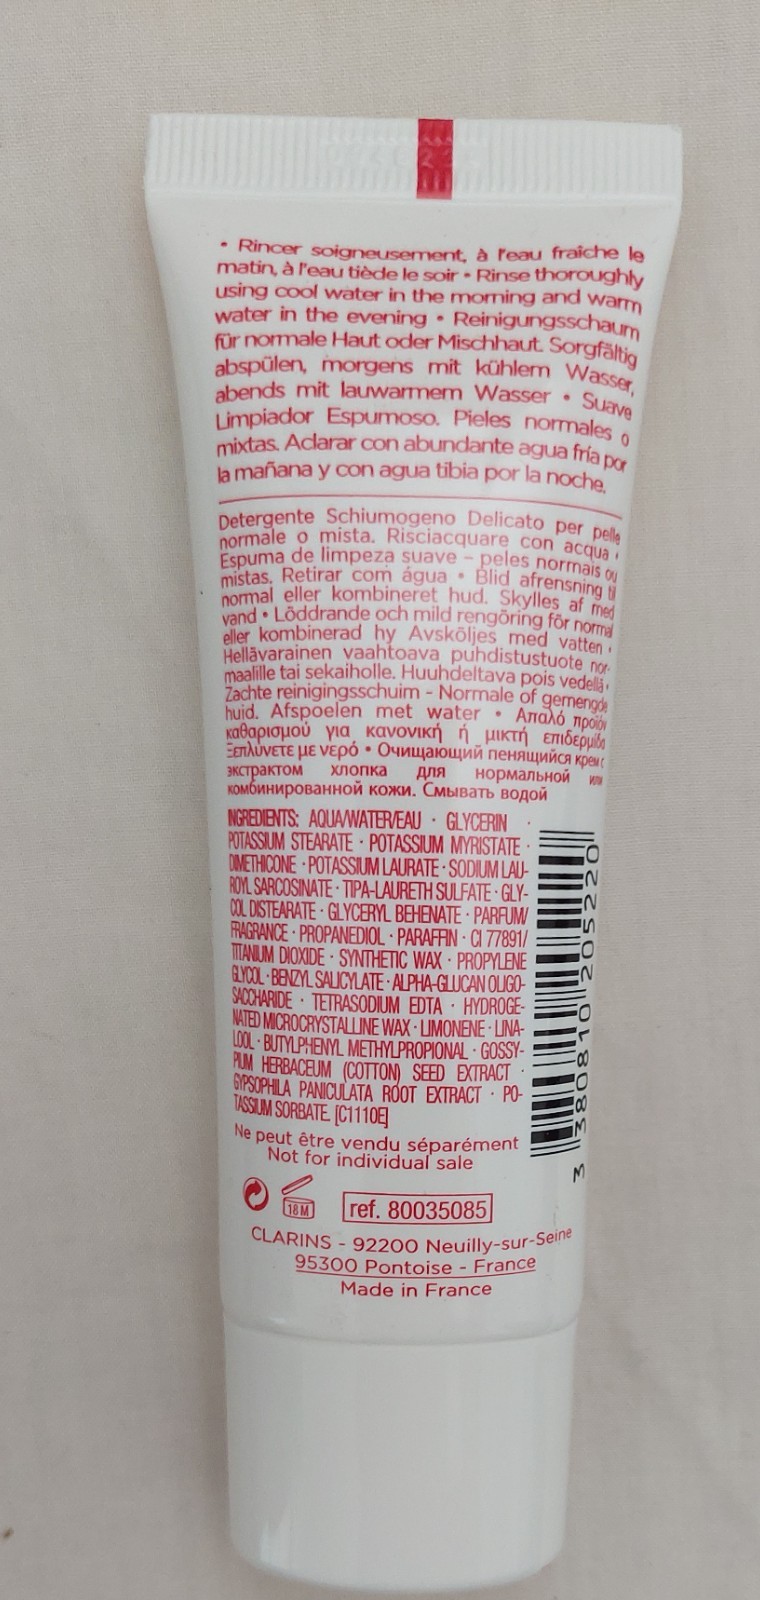 • Rincer soigneusement, à l'eau fraîche le
matin, à l'eau tiède le soir • Rinse thoroughly
using cool water in the morning and warm
water in the evening • Reinigungsschaum
für normale Haut oder Mischhaut. Sorgfältig
abspülen, morgens mit kühlem Wasser,
abends mit lauwarmem Wasser • Suave
Limpiador Espumoso. Pieles normales o
mixtas. Aclarar con abundante agua fría por
la mañana y con agua tibia por la noche.
Detergente Schiumogeno Delicato per pelle
normale o mista. Risciacquare con acqua •
Espuma de limpeza suave – peles normais ou
mistas. Retirar com água • Blid afrensning til
normal eller kombineret hud. Skylles af med
vand • Löddrande och mild rengöring för normal
eller kombinerad hy Avsköljes med vatten •
Hellävarainen vaahtoava puhdistustuote nor-
maalille tai sekaiholle. Huuhdeltava pois vedellä •
Zachte reinigingsschuim - Normale of gemengde
huid. Afspoelen met water • Απαλό προϊόν
καθαρισμού για κανονική ή μικτή επιδερμίδα
Ξεπλύνετε με νερό • Очищающий пенящийся крем с
экстрактом хлопка для нормальной или
комбинированной кожи. Смывать водой
INGREDIENTS: AQUA/WATER/EAU · GLYCERIN ·
POTASSIUM STEARATE · POTASSIUM MYRISTATE ·
DIMETHICONE · POTASSIUM LAURATE · SODIUM LAU-
ROYL SARCOSINATE · TIPA-LAURETH SULFATE · GLY-
COL DISTEARATE · GLYCERYL BEHENATE · PARFUM/
FRAGRANCE · PROPANEDIOL · PARAFFIN · CI 77891/
TITANIUM DIOXIDE · SYNTHETIC WAX · PROPYLENE
GLYCOL · BENZYL SALICYLATE · ALPHA-GLUCAN OLIGO-
SACCHARIDE · TETRASODIUM EDTA · HYDROGE-
NATED MICROCRYSTALLINE WAX · LIMONENE · LINA-
LOOL · BUTYLPHENYL METHYLPROPIONAL · GOSSY-
PIUM HERBACEUM (COTTON) SEED EXTRACT ·
GYPSOPHILA PANICULATA ROOT EXTRACT · PO-
TASSIUM SORBATE. [C1110E]
3 380810 205220
Ne peut être vendu séparément
Not for individual sale
18 M
ref. 80035085
CLARINS - 92200 Neuilly-sur-Seine
95300 Pontoise - France
Made in France